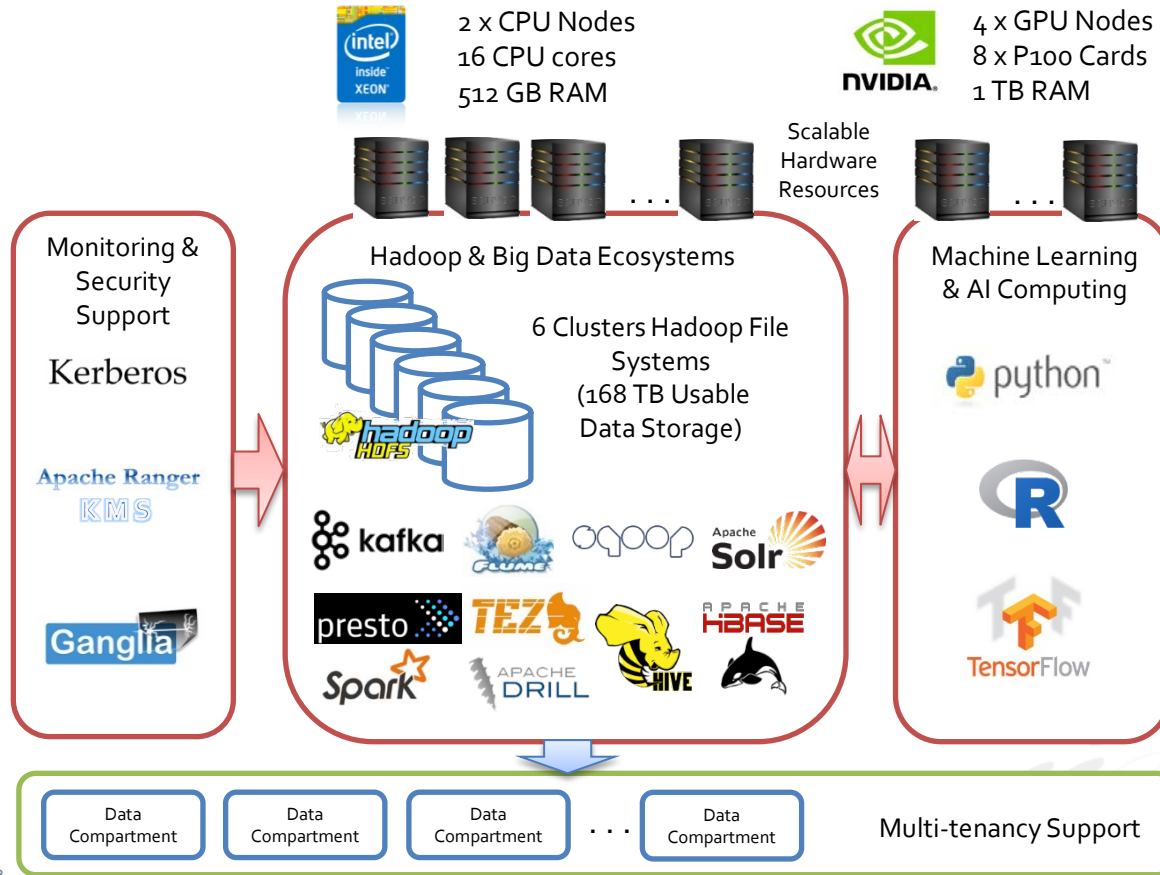 intel
inside
XEON
XEON
2 x CPU Nodes
16 CPU cores
512 GB RAM
NVIDIA.
4 x GPU Nodes
8 x P100 Cards
1 TB RAM
Scalable
Hardware
Resources
. . .
. . .
Monitoring &
Security
Support
Kerberos
Apache Ranger
KMS
Ganglia
Hadoop & Big Data Ecosystems
6 Clusters Hadoop File
Systems
(168 TB Usable
Data Storage)
hadoop
HDFS
kafka
FLUME
sqoop
Apache
Solr
presto
TEZ
HIVE
APACHE
HBASE
Spark
APACHE
DRILL
Machine Learning
& AI Computing
python™
R
TensorFlow
Data
Compartment
Data
Compartment
Data
Compartment
. . .
Data
Compartment
Multi-tenancy Support